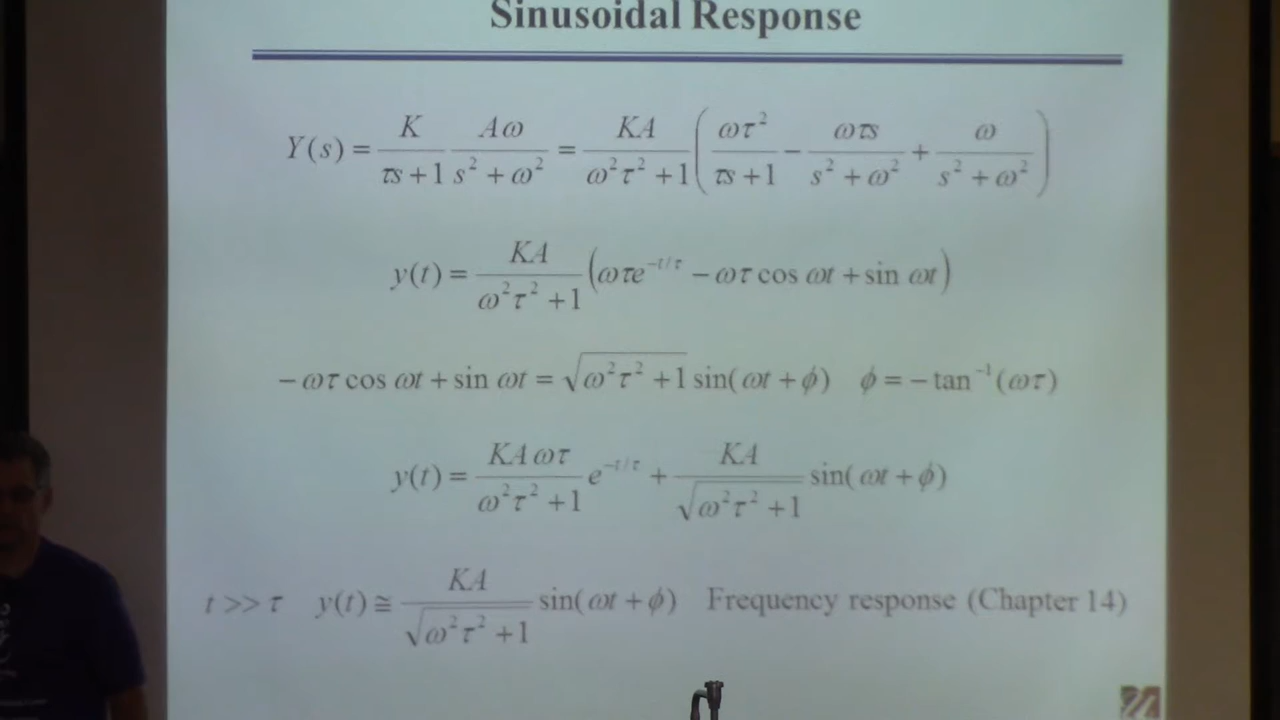 Sinusoidal Response
Y(s) = K/(τs + 1) Aω/(s² + ω²) = KA/(ω²τ² + 1) (ωτ²/(τs + 1) − ωτs/(s² + ω²) + ω/(s² + ω²))
y(t) = KA/(ω²τ² + 1) (ωτe^(−t/τ) − ωτ cos ωt + sin ωt)
− ωτ cos ωt + sin ωt = √(ω²τ² + 1) sin(ωt + ϕ) ϕ = − tan⁻¹(ωτ)
y(t) = KAωτ/(ω²τ² + 1) e^(−t/τ) + KA/√(ω²τ² + 1) sin(ωt + ϕ)
t >> τ y(t) ≅ KA/√(ω²τ² + 1) sin(ωt + ϕ) Frequency response (Chapter 14)